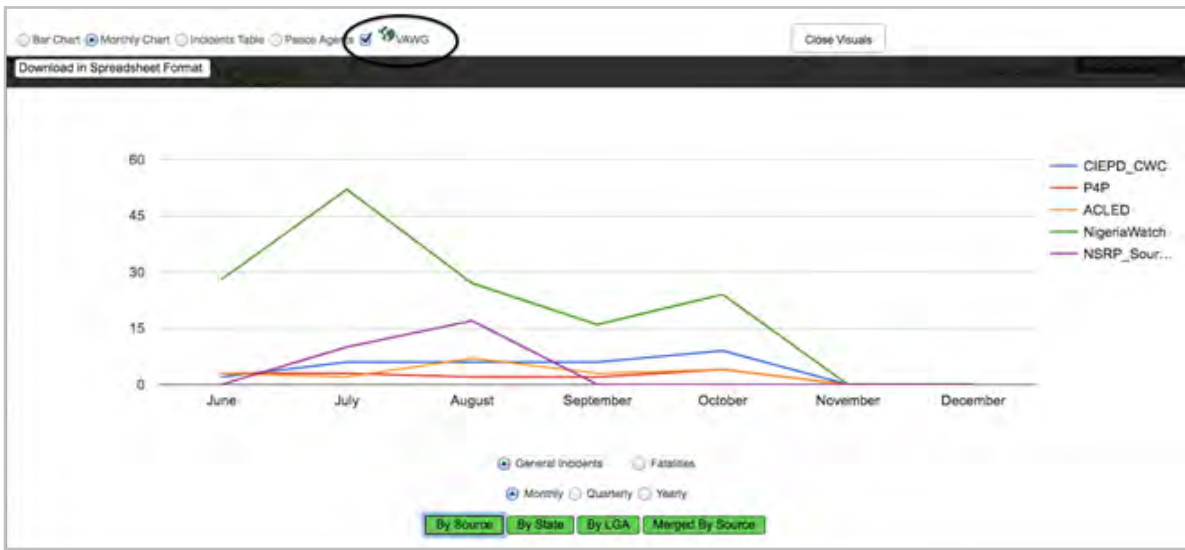 Bar Chart Monthly Chart Incidents Table Peace Agents VAWG
Close Visuals
Download in Spreadsheet Format
60
45
30
15
0
June July August September October November December
CIEPD_CWC
P4P
ACLED
NigeriaWatch
NSRP_Sour...
General Incidents Fatalities
Monthly Quarterly Yearly
By Source By State By LGA Merged By Source